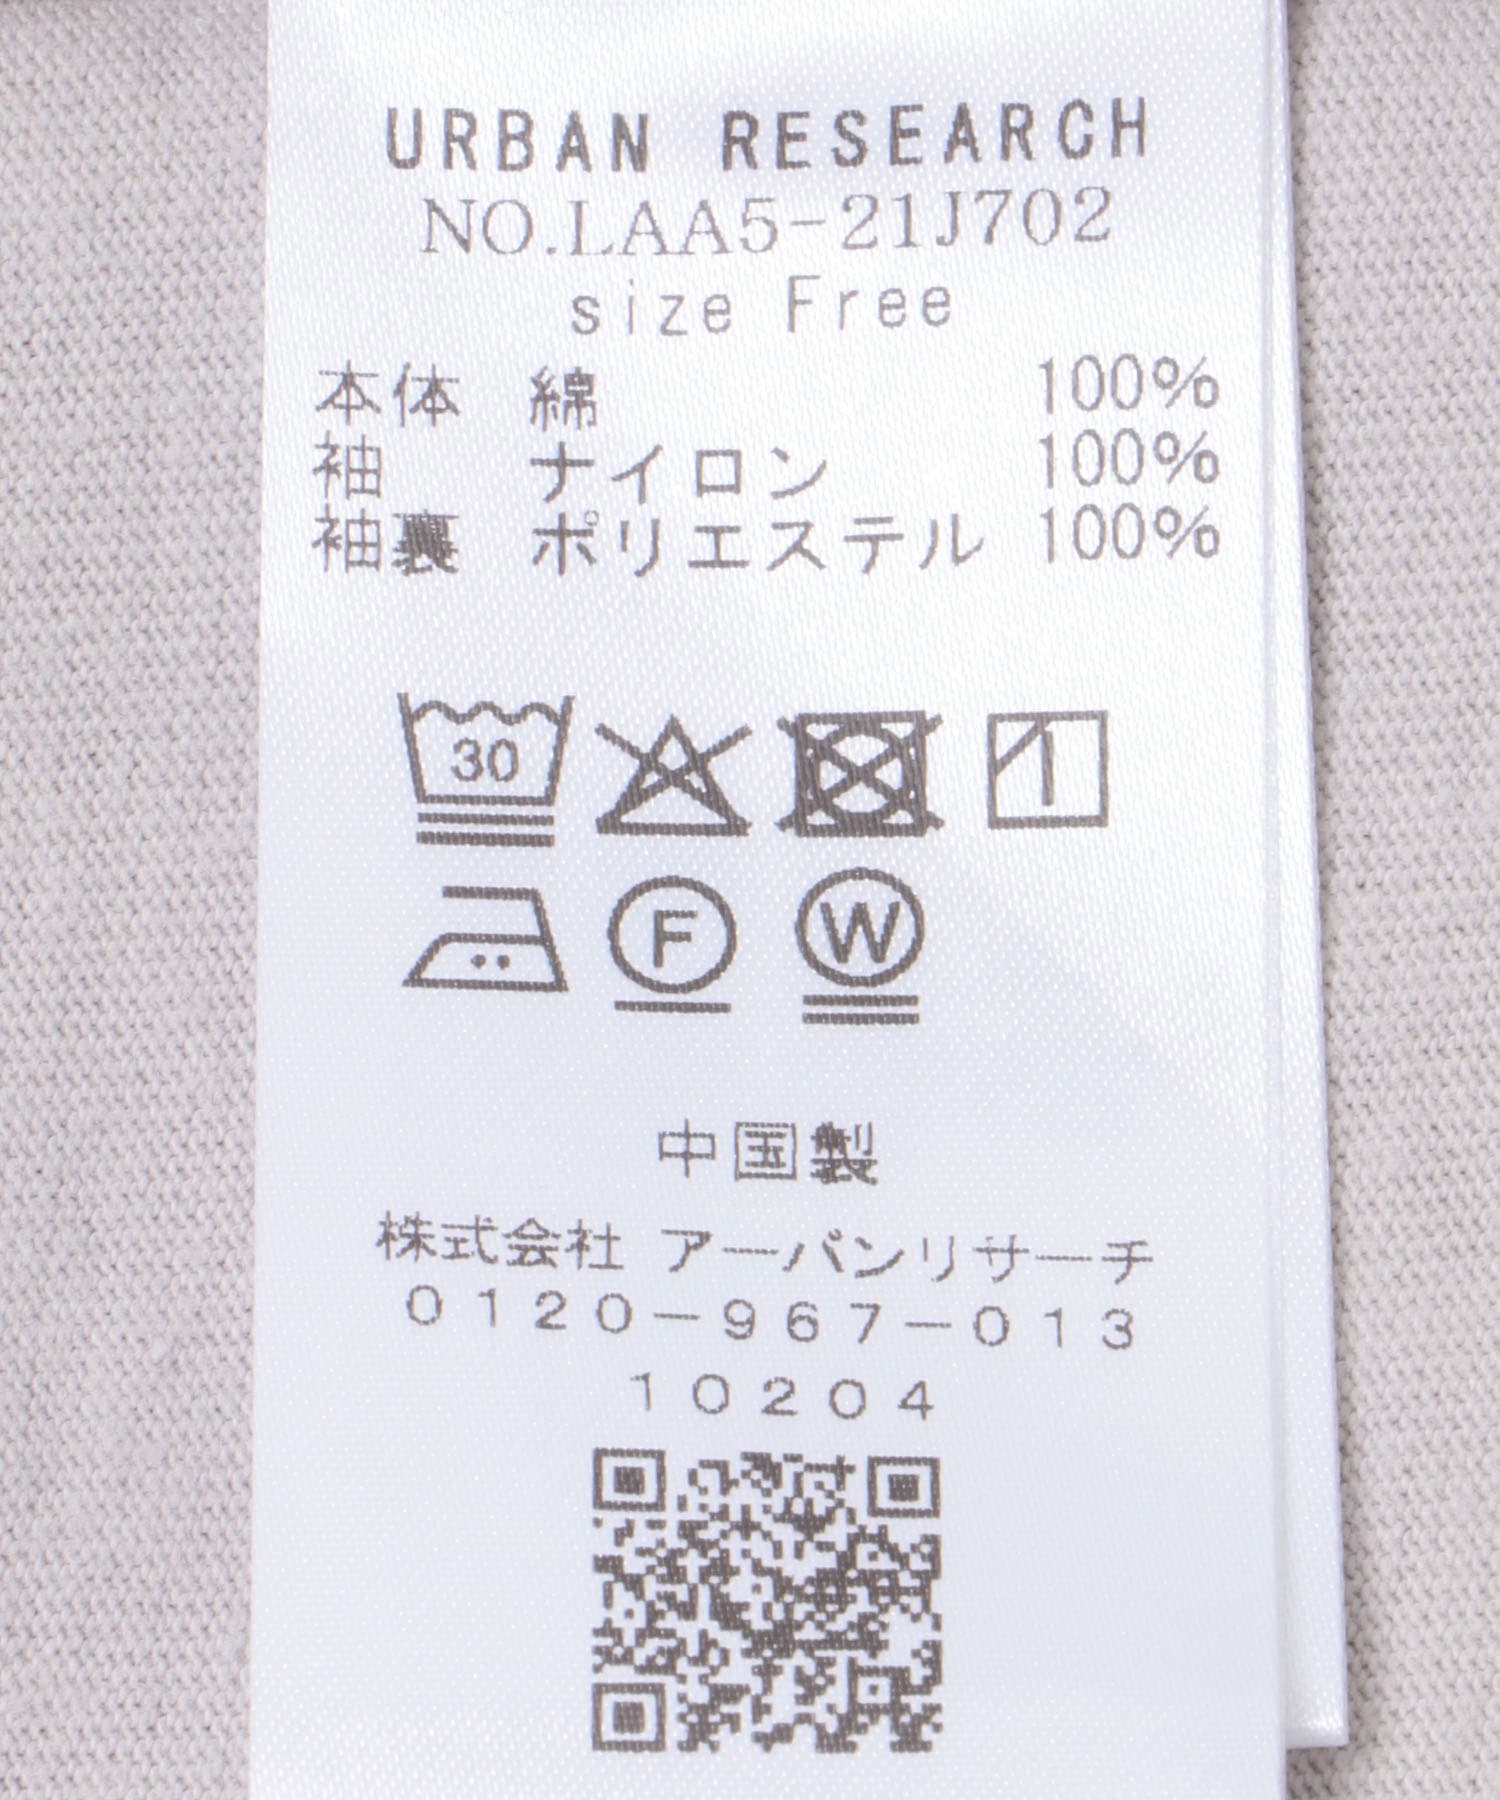 URBAN RESEARCH
NO.LAA5-21J702
size Free
本体 綿 100%
袖 ナイロン 100%
袖裏 ポリエステル 100%
30
F W
中国製
株式会社 アーバンリサーチ
0120-967-013
10204